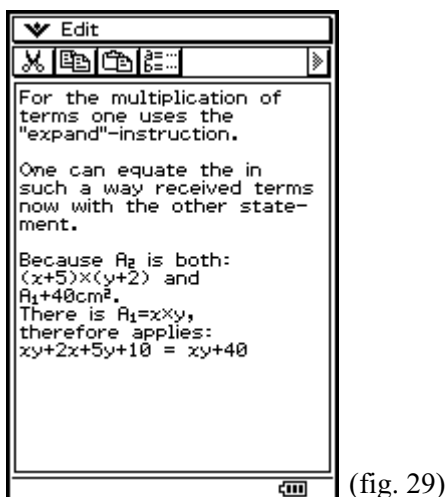 Edit
For the multiplication of
terms one uses the
"expand"-instruction.
One can equate the in
such a way received terms
now with the other state-
ment.
Because A₂ is both:
(x+5)×(y+2) and
A₁+40cm².
There is A₁=x×y,
therefore applies:
xy+2x+5y+10 = xy+40
(fig. 29)